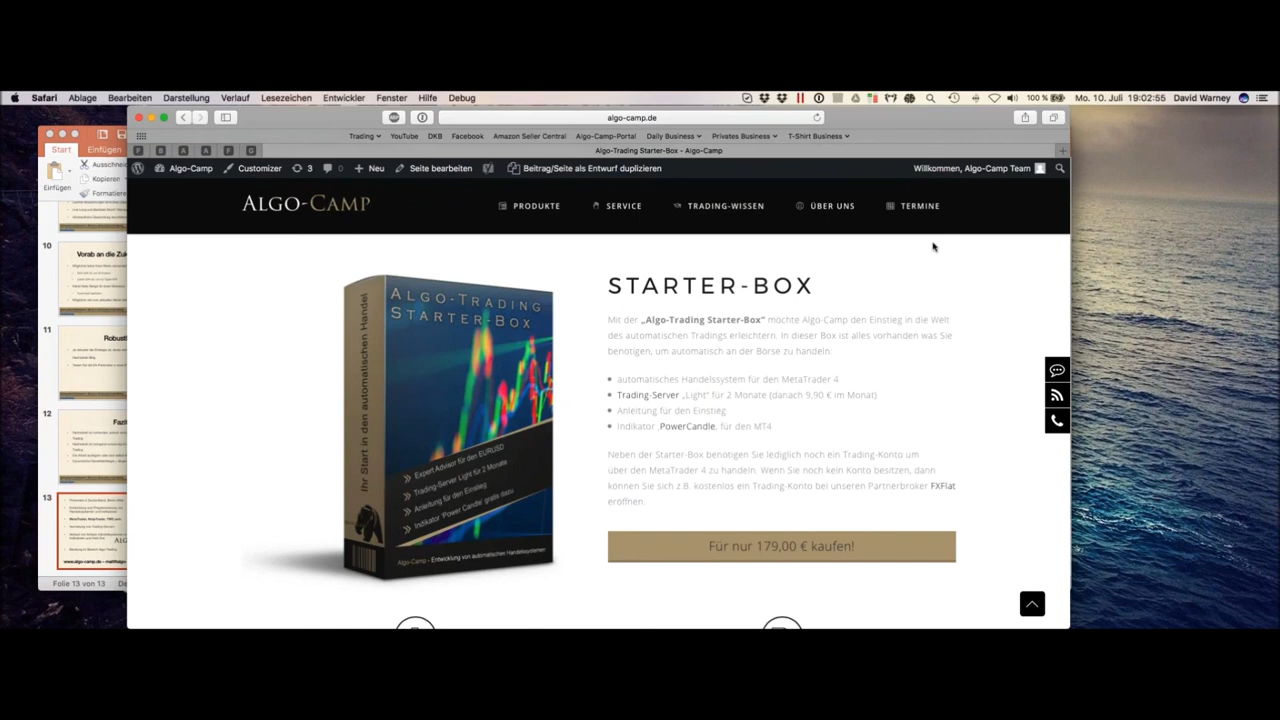 Safari Ablage Bearbeiten Darstellung Verlauf Lesezeichen Entwickler Fenster Hilfe Debug
100 % Mo. 10. Juli 19:02:55 David Warney
algo-camp.de
Trading YouTube DKB Facebook Amazon Seller Central Algo-Camp-Portal Daily Business Privates Business T-Shirt Business
F B A A F G Algo-Trading Starter-Box - Algo-Camp
Algo-Camp Customizer 3 0 Neu Seite bearbeiten Beitrag/Seite als Entwurf duplizieren Willkommen, Algo-Camp Team
ALGO-CAMP PRODUKTE SERVICE TRADING-WISSEN ÜBER UNS TERMINE
Start Einfügen
Einfügen
Kopieren
10
Vorab an die
11
12
13
Folie 13 von 13
STARTER-BOX
Mit der „Algo-Trading Starter-Box" möchte Algo-Camp den Einstieg in die Welt
des automatischen Tradings erleichtern. In dieser Box ist alles vorhanden was Sie
benötigen, um automatisch an der Börse zu handeln:
automatisches Handelssystem für den MetaTrader 4
Trading-Server „Light" für 2 Monate (danach 9,90 € im Monat)
Anleitung für den Einstieg
Indikator ‚PowerCandle, für den MT4
Neben der Starter-Box benötigen Sie lediglich noch ein Trading-Konto um
über den MetaTrader 4 zu handeln. Wenn Sie noch kein Konto besitzen, dann
können Sie sich z.B. kostenlos ein Trading-Konto bei unseren Partnerbroker FXFlat
eröffnen.
Für nur 179,00 € kaufen!
ALGO-TRADING
STARTER-BOX
Ihr Start in den automatischen Handel
Expert Advisor für den EURUSD
Trading-Server Light für 2 Monate
Anleitung für den Einstieg
Indikator 'Power Candle' gratis dazu
Algo-Camp – Entwicklung von automatischen Handelssystemen